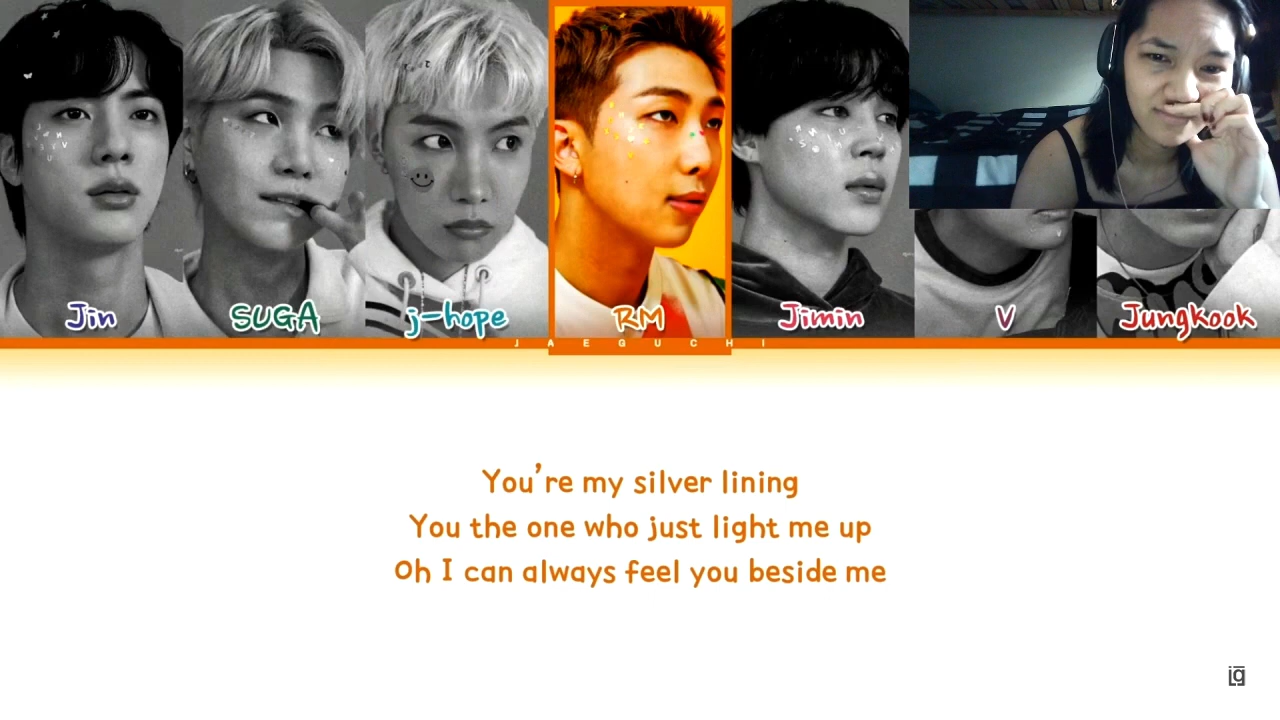 Jin
SUGA
j-hope
RM
Jimin
V
Jungkook
JAEGUCHI
You're my silver lining
You the one who just light me up
Oh I can always feel you beside me
jg